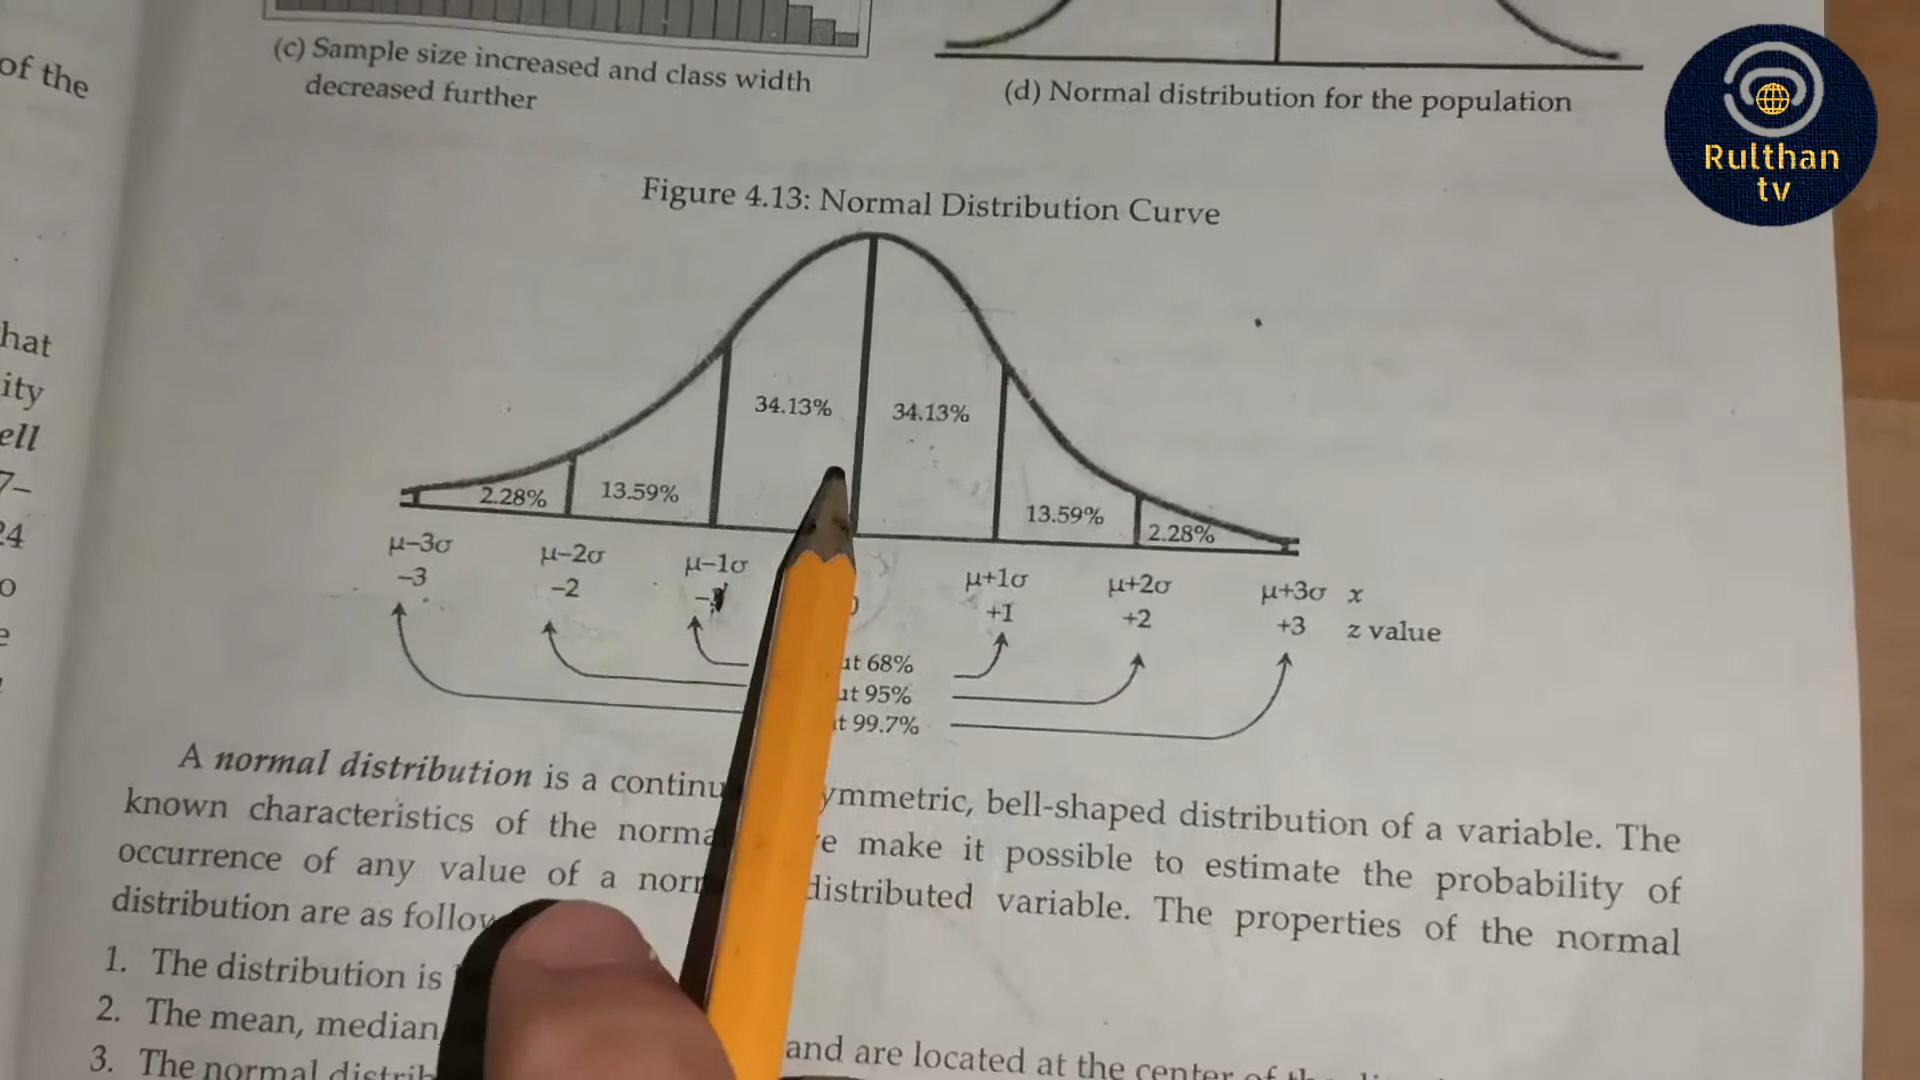 of the
(c) Sample size increased and class width
decreased further
(d) Normal distribution for the population
Rulthan
tv
Figure 4.13: Normal Distribution Curve
hat
ity
ell
7–
24
34.13% 34.13%
2.28% 13.59% 13.59% 2.28%
μ–3σ μ–2σ μ–1σ μ+1σ μ+2σ μ+3σ x
–3 –2 +1 +2 +3 z value
68%
95%
99.7%
A normal distribution is a continu ymmetric, bell-shaped distribution of a variable. The
known characteristics of the norma e make it possible to estimate the probability of
occurrence of any value of a nor distributed variable. The properties of the normal
distribution are as follow
1. The distribution is
2. The mean, median, and are located at the center of
3. The normal distrib